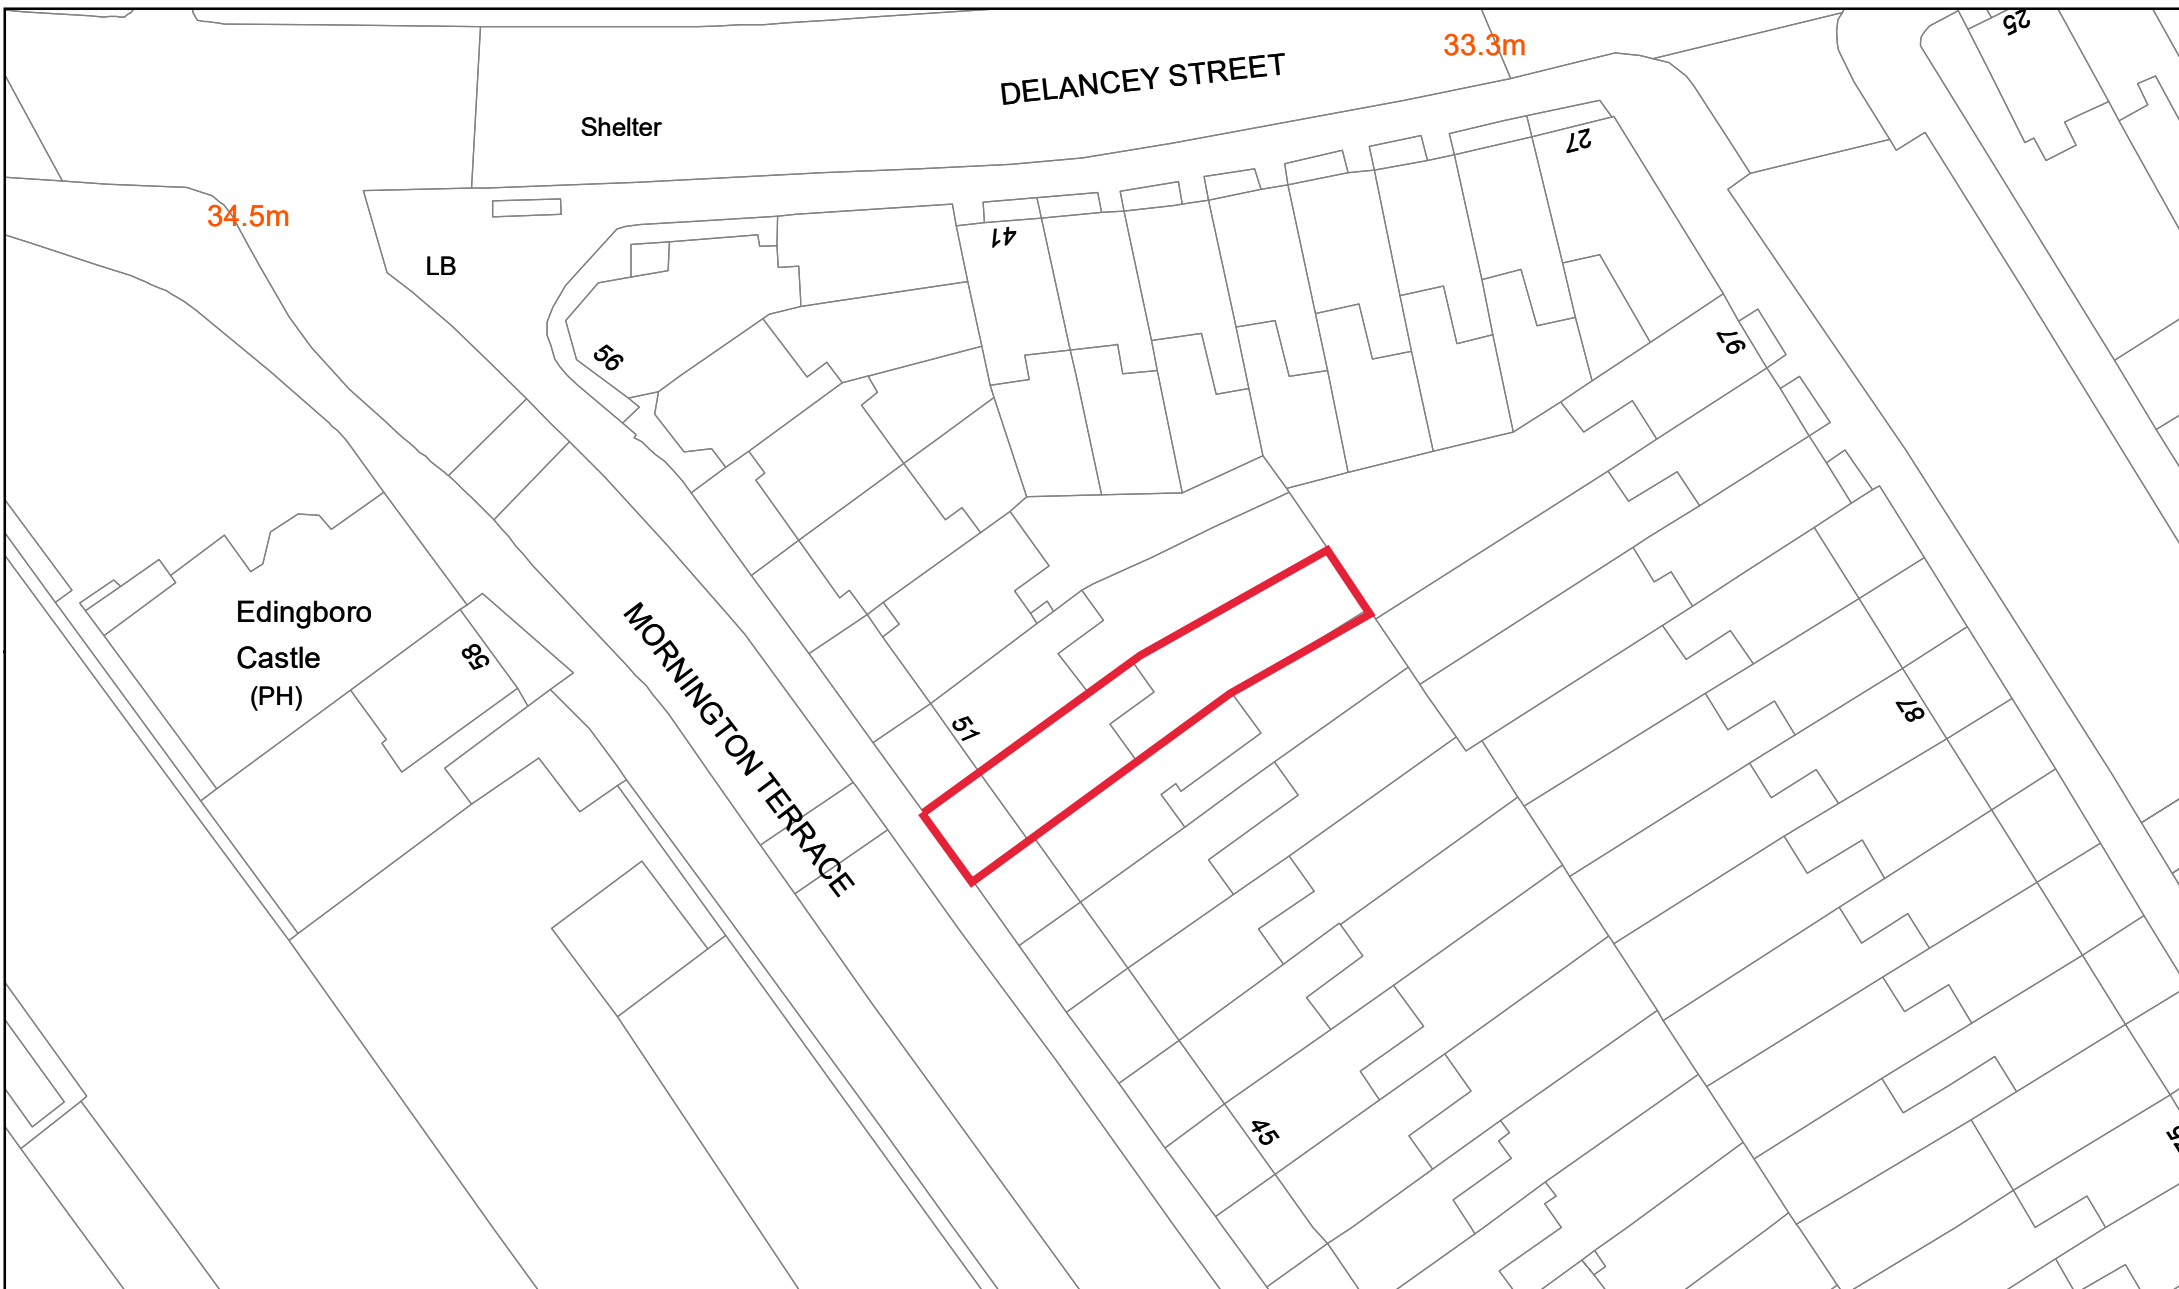 25
33.3m
DELANCEY STREET
Shelter
27
34.5m
41
LB
97
56
Edingboro
Castle
(PH)
58
MORNINGTON TERRACE
51
87
45